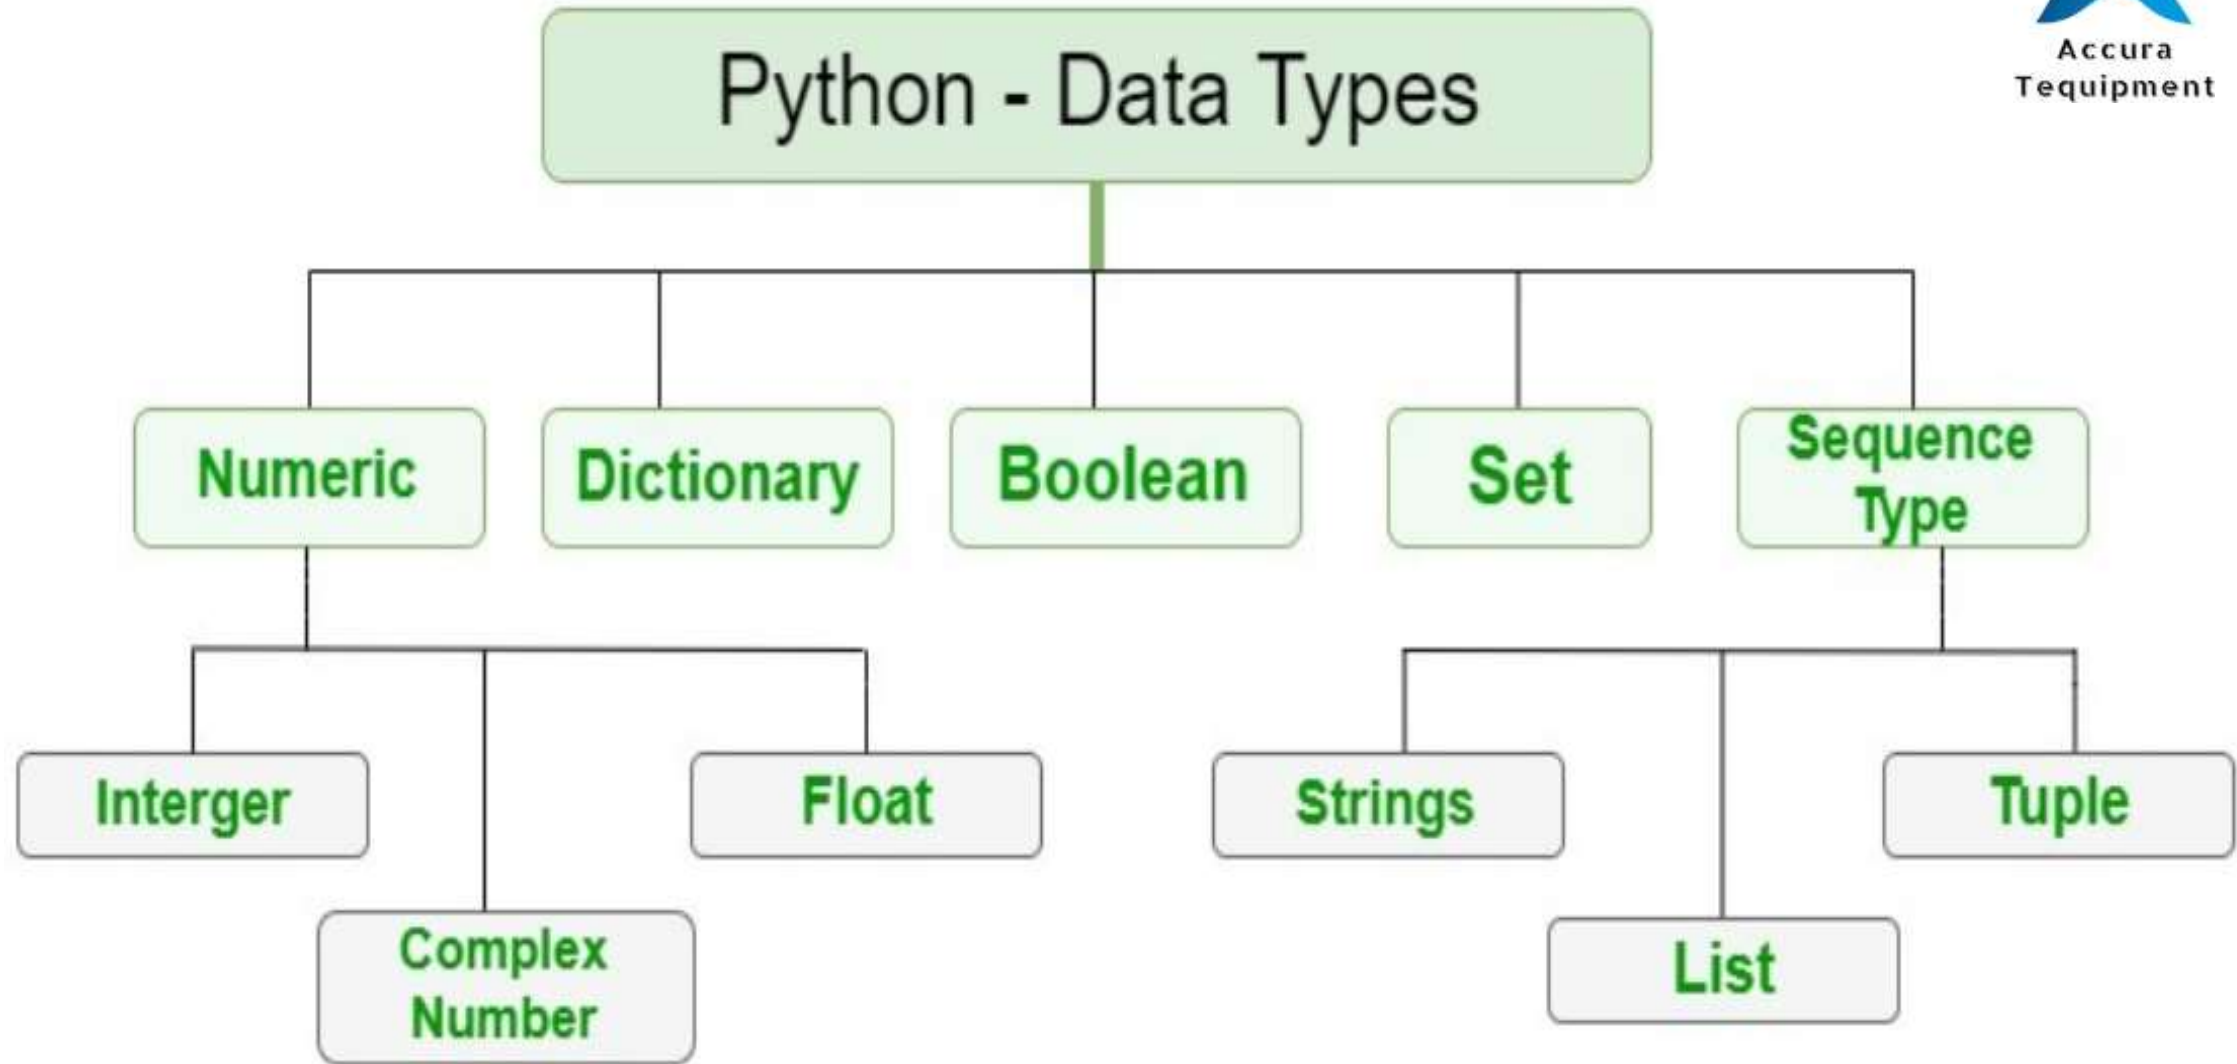 Python - Data Types
Accura
Tequipment
Numeric
Dictionary
Boolean
Set
Sequence
Type
Interger
Float
Strings
Tuple
Complex
Number
List